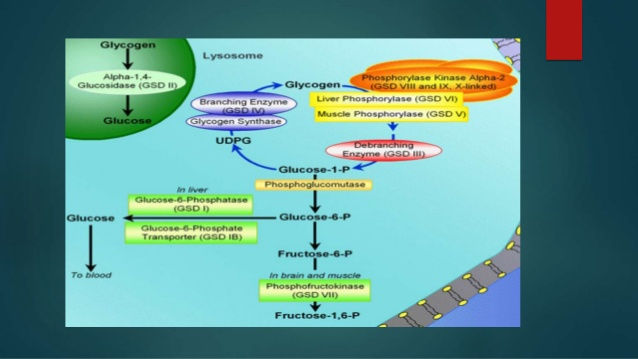 Glycogen
Alpha-1,4-
Glucosidase (GSD II)
Glucose
Lysosome
Glycogen
Phosphorylase Kinase Alpha-2
(GSD VIII and IX, X-linked)
Liver Phosphorylase (GSD VI)
Muscle Phosphorylase (GSD V)
Branching Enzyme
(GSD IV)
Glycogen Synthase
UDPG
Debranching
Enzyme (GSD III)
Glucose-1-P
Phosphoglucomutase
In liver
Glucose-6-Phosphatase
(GSD I)
Glucose
Glucose-6-P
Glucose-6-Phosphate
Transporter (GSD IB)
Fructose-6-P
To blood
In brain and muscle
Phosphofructokinase
(GSD VII)
Fructose-1,6-P